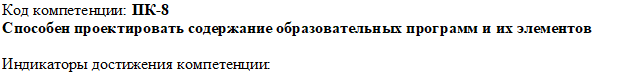 Код компетенции: ПК-8
Способен проектировать содержание образовательных программ и их элементов
Индикаторы достижения компетенции: